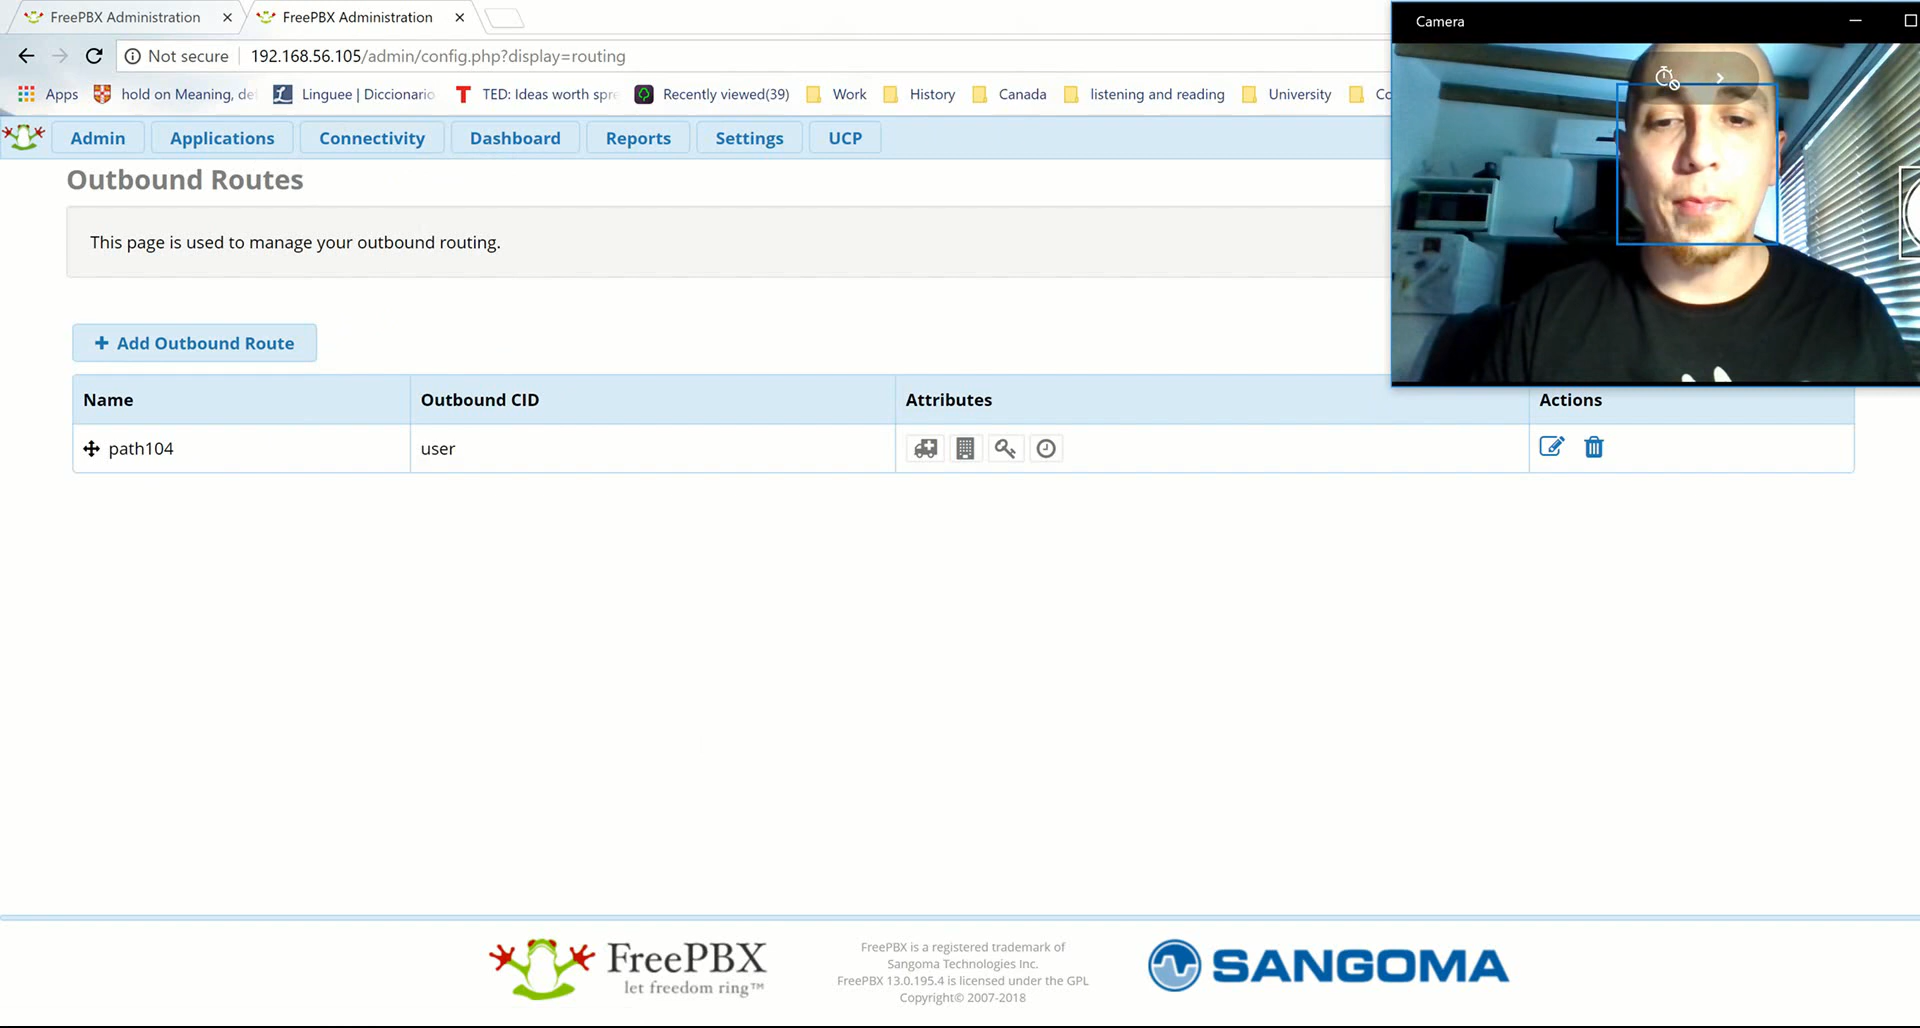 FreePBX Administration
FreePBX Administration
Camera
Not secure
192.168.56.105/admin/config.php?display=routing
Apps
hold on Meaning, de
Linguee | Diccionario
TED: Ideas worth spre
Recently viewed(39)
Work
History
Canada
listening and reading
University
Co
Admin
Applications
Connectivity
Dashboard
Reports
Settings
UCP
Outbound Routes
This page is used to manage your outbound routing.
+ Add Outbound Route
Name
Outbound CID
Attributes
Actions
path104
user
FreePBX
let freedom ring™
FreePBX is a registered trademark of
Sangoma Technologies Inc.
FreePBX 13.0.195.4 is licensed under the GPL
Copyright© 2007-2018
SANGOMA